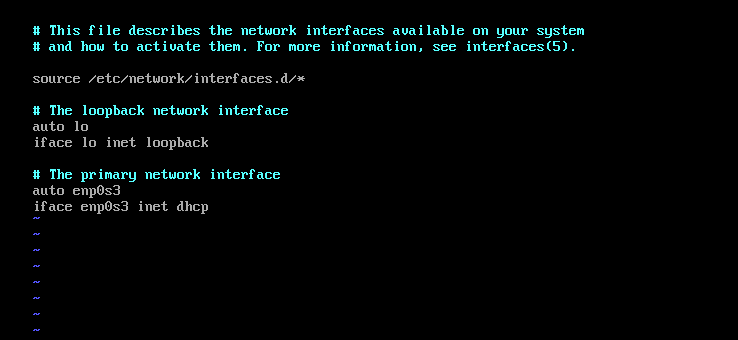 # This file describes the network interfaces available on your system
# and how to activate them. For more information, see interfaces(5).
source /etc/network/interfaces.d/*
# The loopback network interface
auto lo
iface lo inet loopback
# The primary network interface
auto enp0s3
iface enp0s3 inet dhcp
~
~
~
~
~
~
~
~